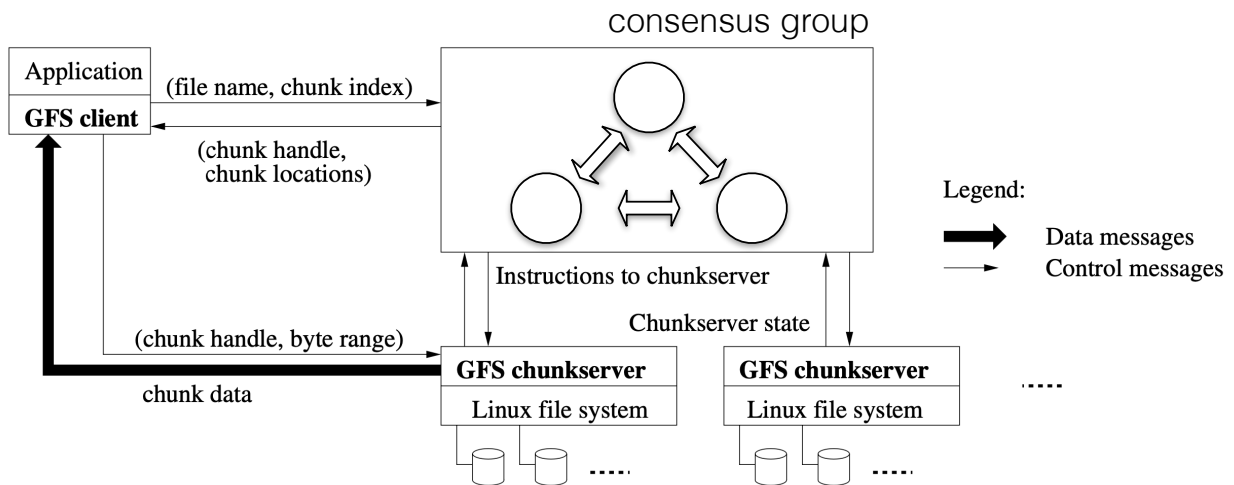 consensus group
Application
GFS client
(file name, chunk index)
(chunk handle,
chunk locations)
Legend:
Data messages
Control messages
Instructions to chunkserver
Chunkserver state
(chunk handle, byte range)
chunk data
GFS chunkserver
Linux file system
GFS chunkserver
Linux file system